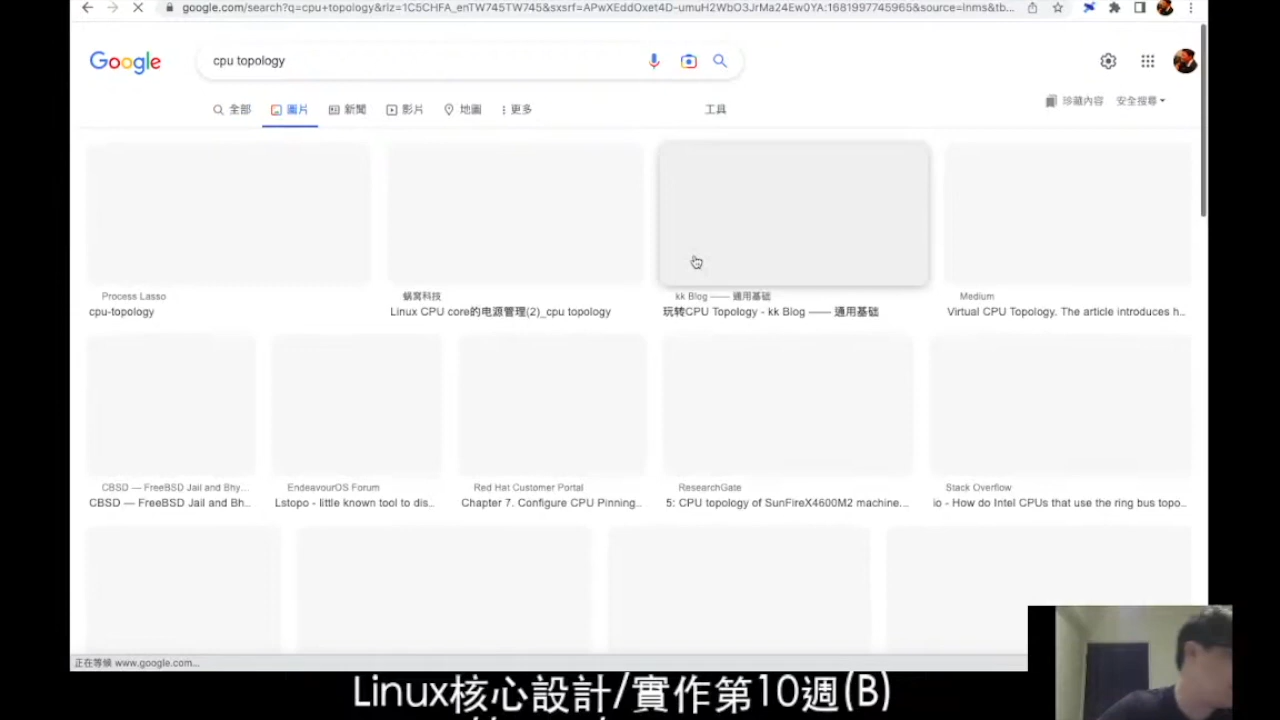 google.com/search?q=cpu+topology&rlz=1C5CHFA_enTW745TW745&sxsrf=APwXEddOxet4D-umuH2WbO3JrMa24Ew0YA:1681997745965&source=lnms&tb...
Google
cpu topology
全部 圖片 新聞 影片 地圖 更多 工具
珍藏內容 安全搜尋
Process Lasso
cpu-topology
蝸窝科技
Linux CPU core的电源管理(2)_cpu topology
kk Blog —— 通用基础
玩转CPU Topology - kk Blog —— 通用基础
Medium
Virtual CPU Topology. The article introduces h...
CBSD — FreeBSD Jail and Bhy...
CBSD — FreeBSD Jail and Bh...
EndeavourOS Forum
Lstopo - little known tool to dis...
Red Hat Customer Portal
Chapter 7. Configure CPU Pinning...
ResearchGate
5: CPU topology of SunFireX4600M2 machine...
Stack Overflow
io - How do Intel CPUs that use the ring bus topo...
正在等候 www.google.com...
Linux核心設計/實作第10週(B)